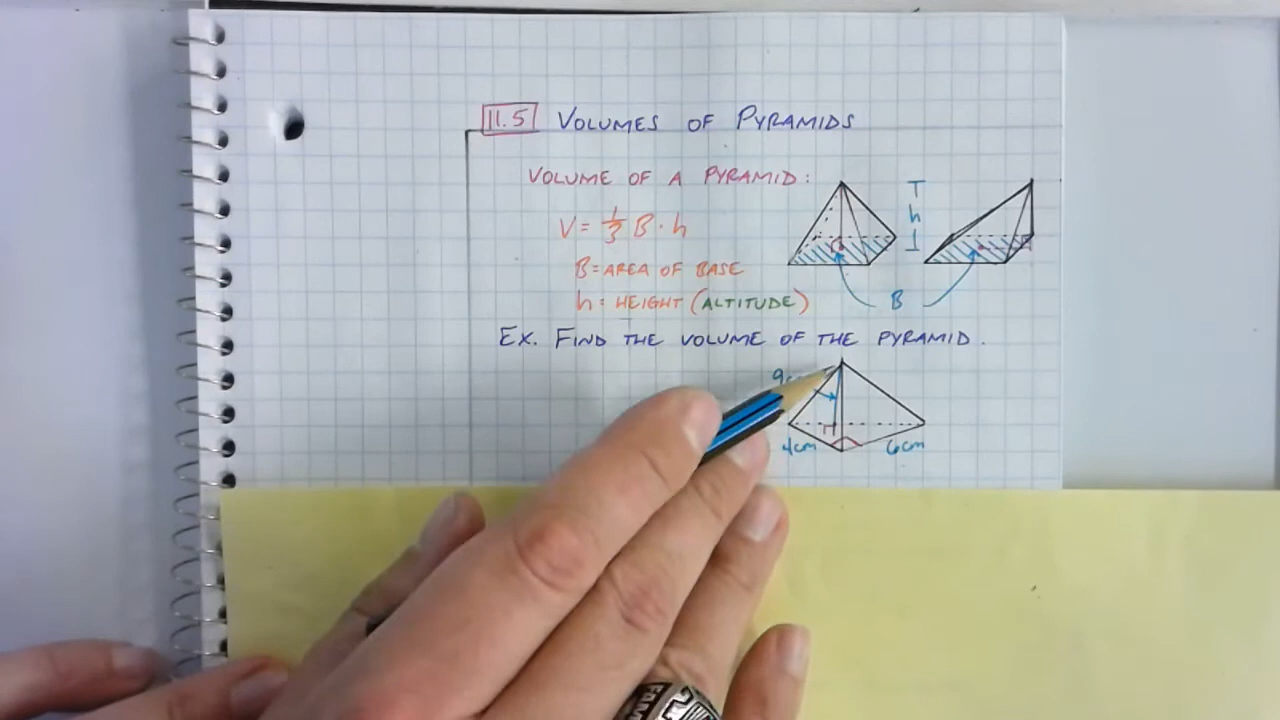 11.5 VOLUMES OF PYRAMIDS
VOLUME OF A PYRAMID:
V = 1/3 B · h
B = AREA OF BASE
h = HEIGHT (ALTITUDE)
h
B
EX. FIND THE VOLUME OF THE PYRAMID.
4cm
6cm